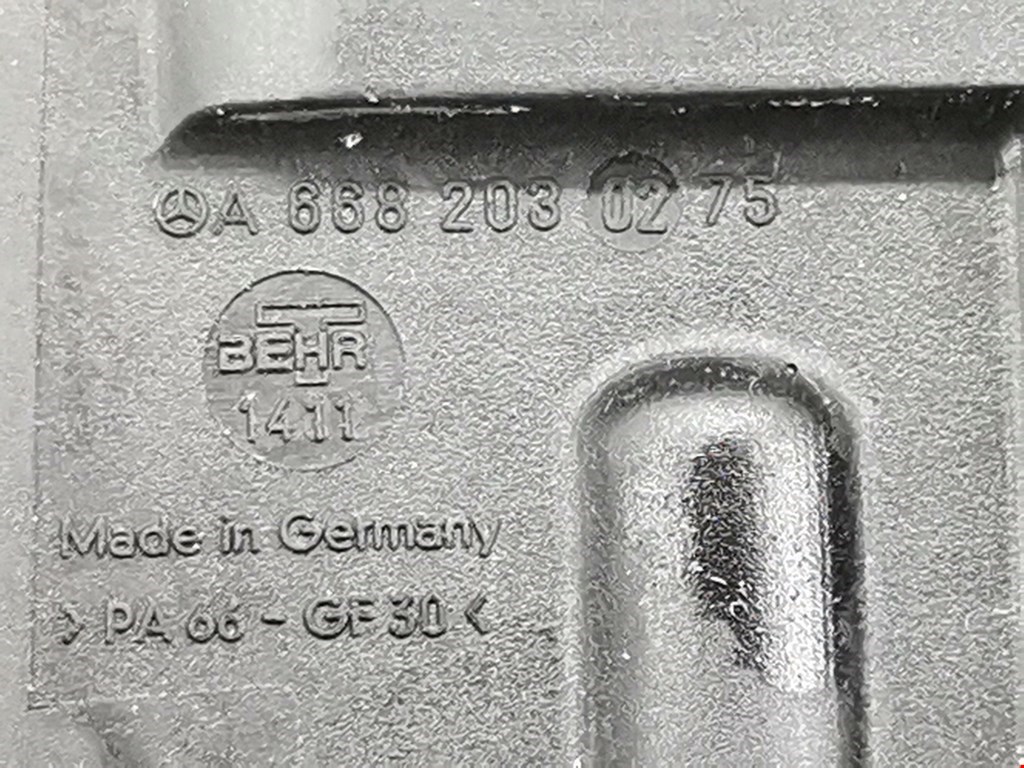 A 668 203 02 75
BEHR
1411
Made in Germany
>PA 66 - GF 30<